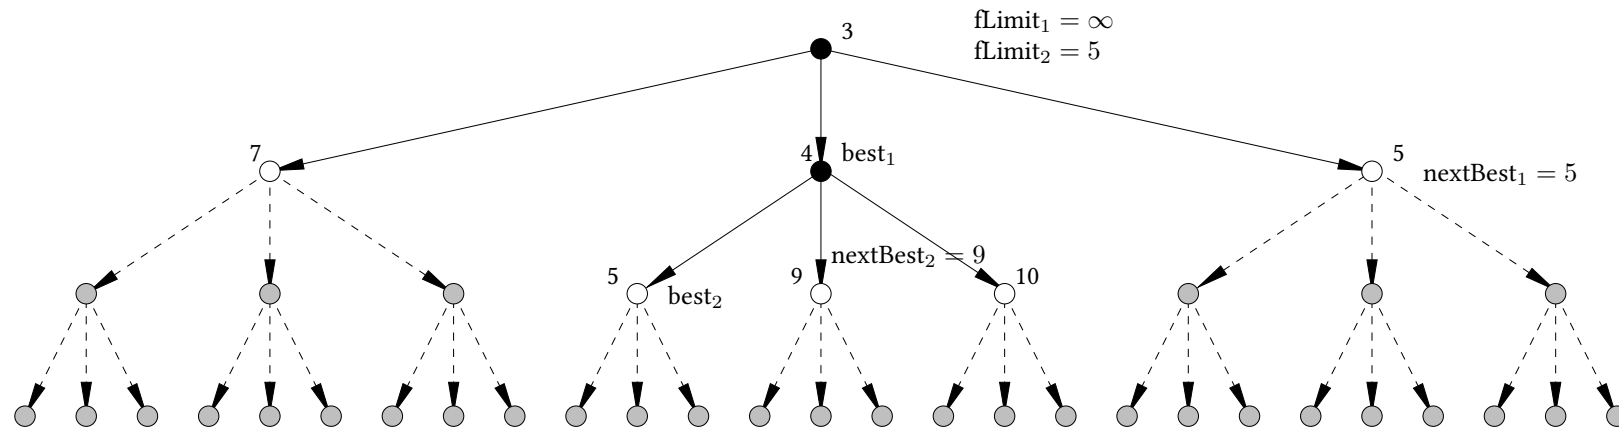 3
fLimit₁ = ∞
fLimit₂ = 5
7
4
best₁
5
nextBest₁ = 5
5
best₂
9
nextBest₂ = 9
10